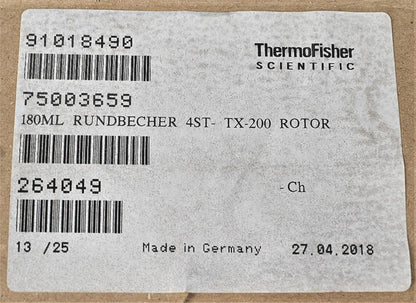 91018490
ThermoFisher
SCIENTIFIC
75003659
180ML RUNDBECHER 4ST- TX-200 ROTOR
264049
-Ch
13 /25
Made in Germany
27.04.2018